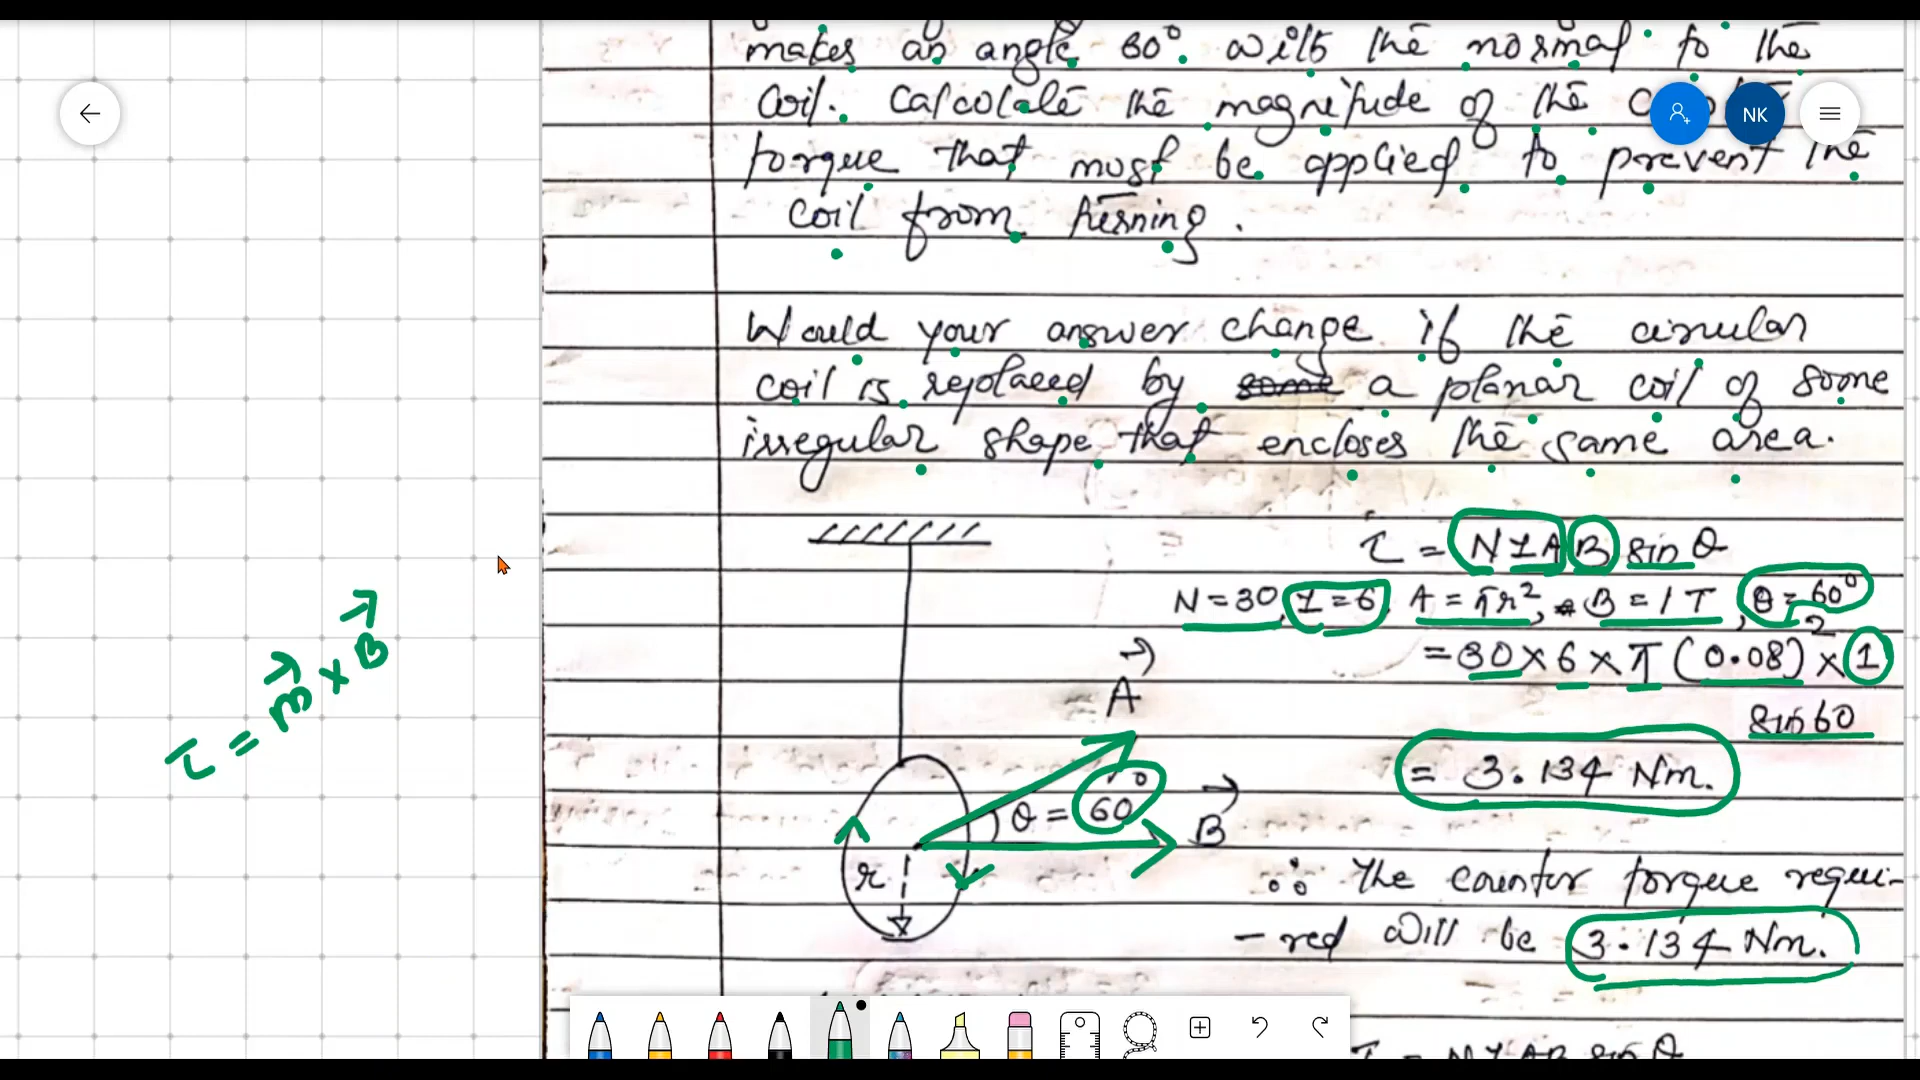 makes an angle 60° with the normal to the
coil. Calculate the magnitude of the
torque that must be applied to prevent the
coil from turning.
Would your answer change if the circular
coil is replaced by some a planar coil of some
irregular shape that encloses the same area.
τ = NIAB sin θ
N = 30, I = 6, A = πr², B = 1 T, θ = 60°
= 30 × 6 × π (0.08)² × 1
sin 60
= 3.134 Nm.
A
θ = 60°
B
r
∴ The counter torque requi-
- red will be 3.134 Nm.
τ = NIAB sin θ
τ = m × B
NK